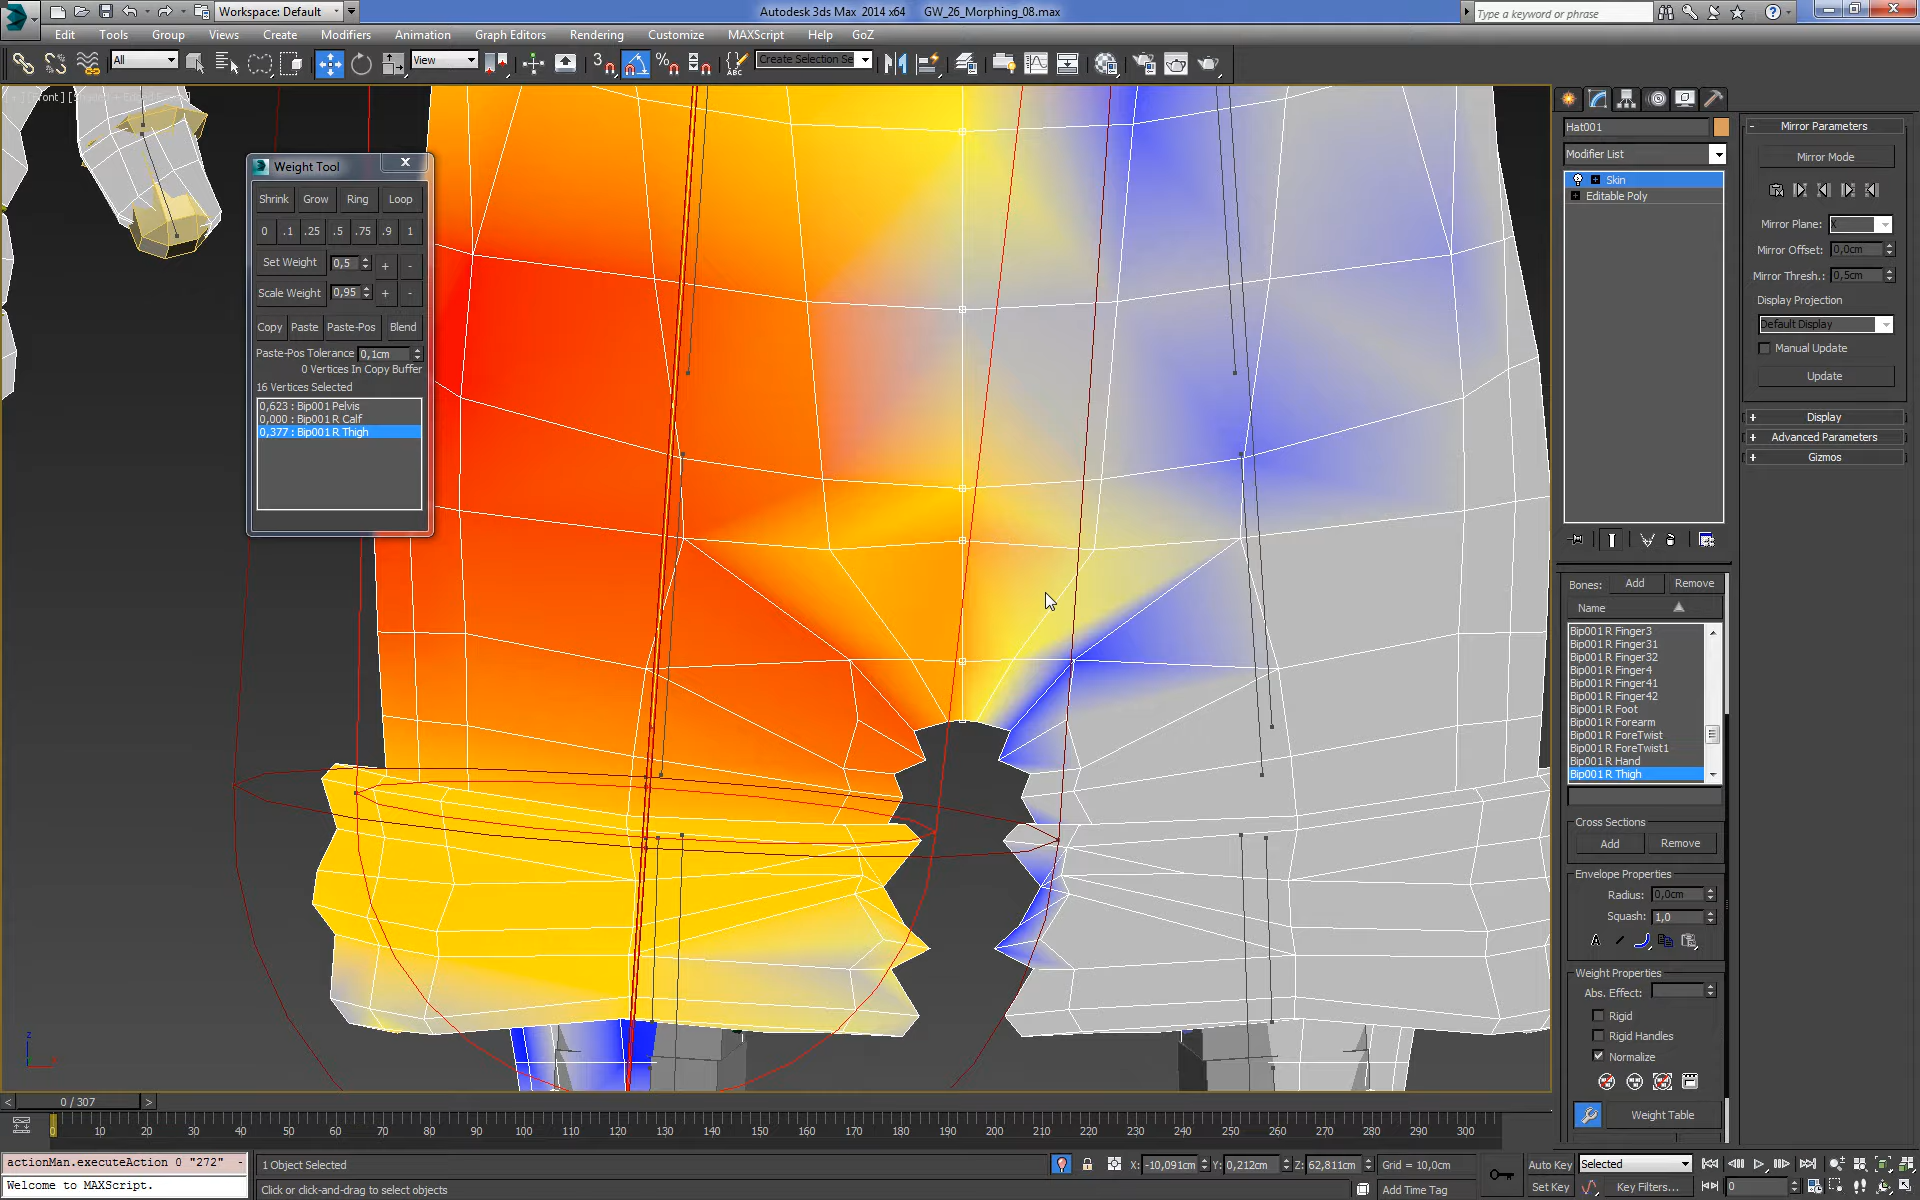 Workspace: Default
Autodesk 3ds Max 2014 x64 GW_26_Morphing_08.max
Type a keyword or phrase
Edit Tools Group Views Create Modifiers Animation Graph Editors Rendering Customize MAXScript Help GoZ
All
View
Create Selection Se
Weight Tool
Shrink Grow Ring Loop
0 .1 .25 .5 .75 .9 1
Set Weight 0,5 + -
Scale Weight 0,95 + -
Copy Paste Paste-Pos Blend
Paste-Pos Tolerance 0,1cm
0 Vertices In Copy Buffer
16 Vertices Selected
0,623 : Bip001 Pelvis
0,000 : Bip001 R Calf
0,377 : Bip001 R Thigh
Hat001
Modifier List
Skin
Editable Poly
Mirror Parameters
Mirror Mode
Mirror Plane: X
Mirror Offset: 0,0cm
Mirror Thresh.: 0,5cm
Display Projection
Default Display
Manual Update
Update
+ Display
+ Advanced Parameters
+ Gizmos
Bones: Add Remove
Name
Bip001 R Finger3
Bip001 R Finger31
Bip001 R Finger32
Bip001 R Finger4
Bip001 R Finger41
Bip001 R Finger42
Bip001 R Foot
Bip001 R Forearm
Bip001 R ForeTwist
Bip001 R ForeTwist1
Bip001 R Hand
Bip001 R Thigh
Cross Sections
Add Remove
Envelope Properties
Radius: 0,0cm
Squash: 1,0
Weight Properties
Abs. Effect:
Rigid
Rigid Handles
Normalize
Weight Table
< 0 / 307 >
0 10 20 30 40 50 60 70 80 90 100 110 120 130 140 150 160 170 180 190 200 210 220 230 240 250 260 270 280 290 300
actionMan.executeAction 0 "272" -
Welcome to MAXScript.
1 Object Selected
Click or click-and-drag to select objects
X: -10,091cm Y: 0,212cm Z: 62,811cm Grid = 10,0cm
Add Time Tag
Auto Key Selected
Set Key Key Filters...
0